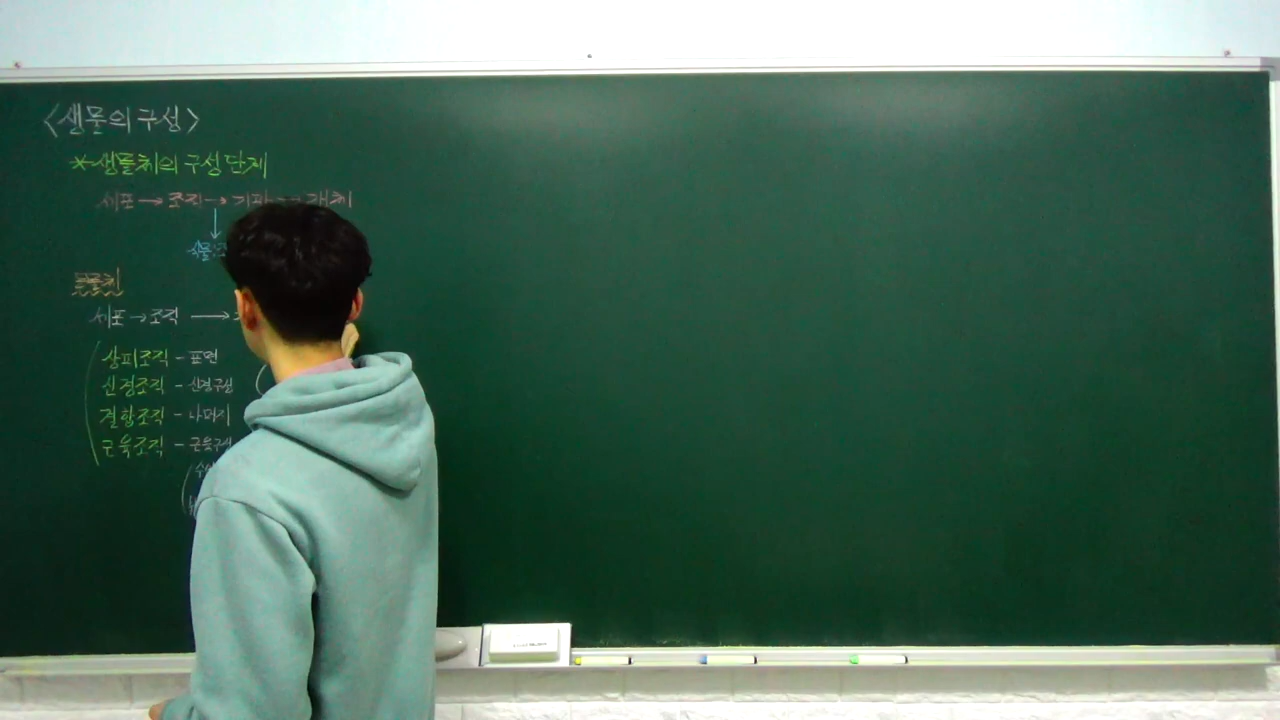 <생물의 구성>
*생물체의 구성 단계
세포 → 조직 → 기관 → 개체
↓
동물체
세포 → 조직 →
상피조직 - 표면
신경조직 - 신경구성
결합조직 - 나머지
근육조직 - 근육구성